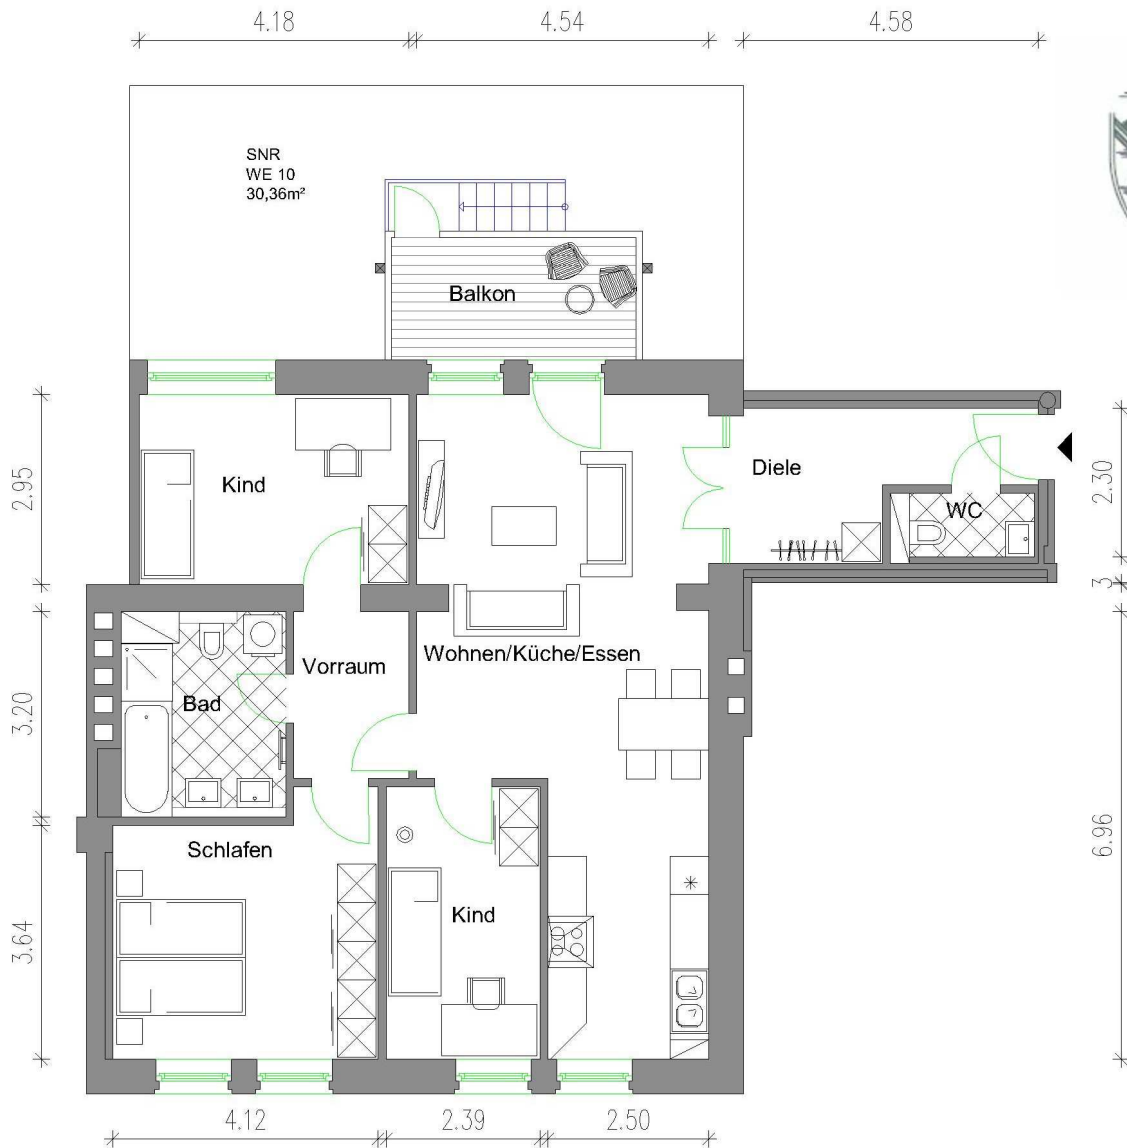 4.18
4.54
4.58
SNR
WE 10
30,36m²
Balkon
2.95
Kind
Diele
2.30
WC
3
Wohnen/Küche/Essen
Vorraum
3.20
Bad
6.96
Schlafen
3.64
Kind
4.12
2.39
2.50